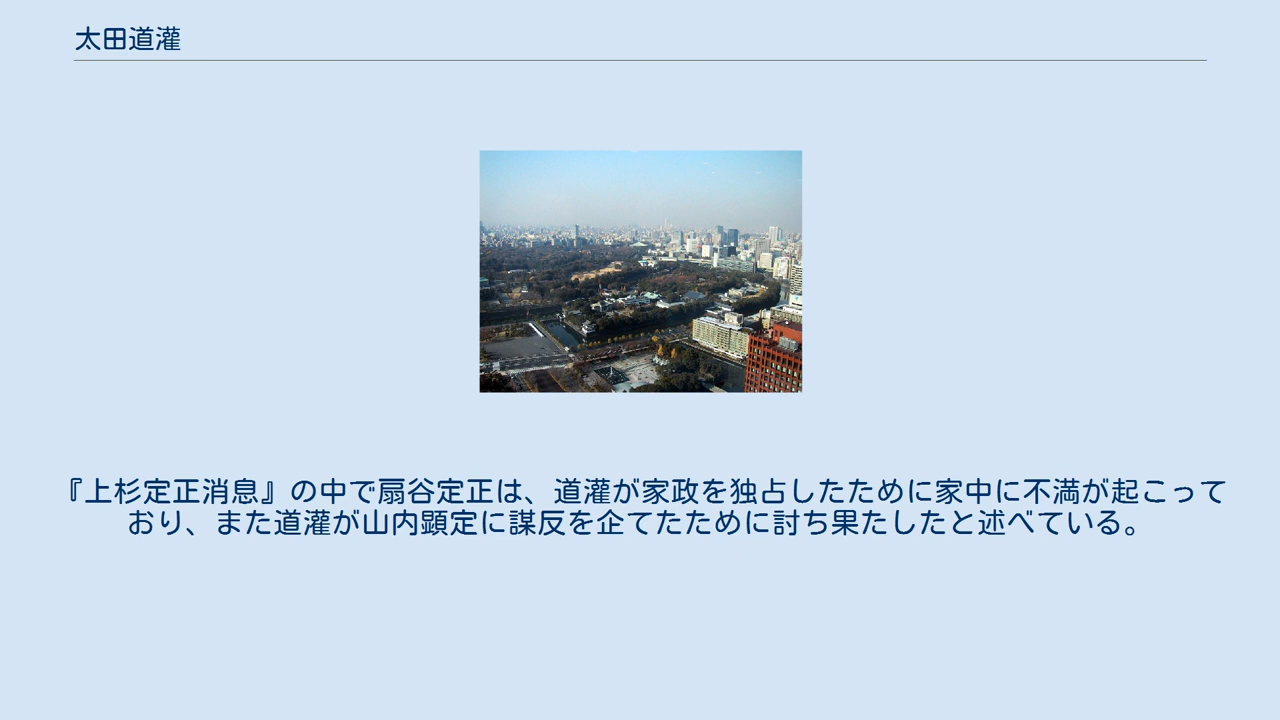 太田道灌
『上杉定正消息』の中で扇谷定正は、道灌が家政を独占したために家中に不満が起こって
おり、また道灌が山内顕定に謀反を企てたために討ち果たしたと述べている。